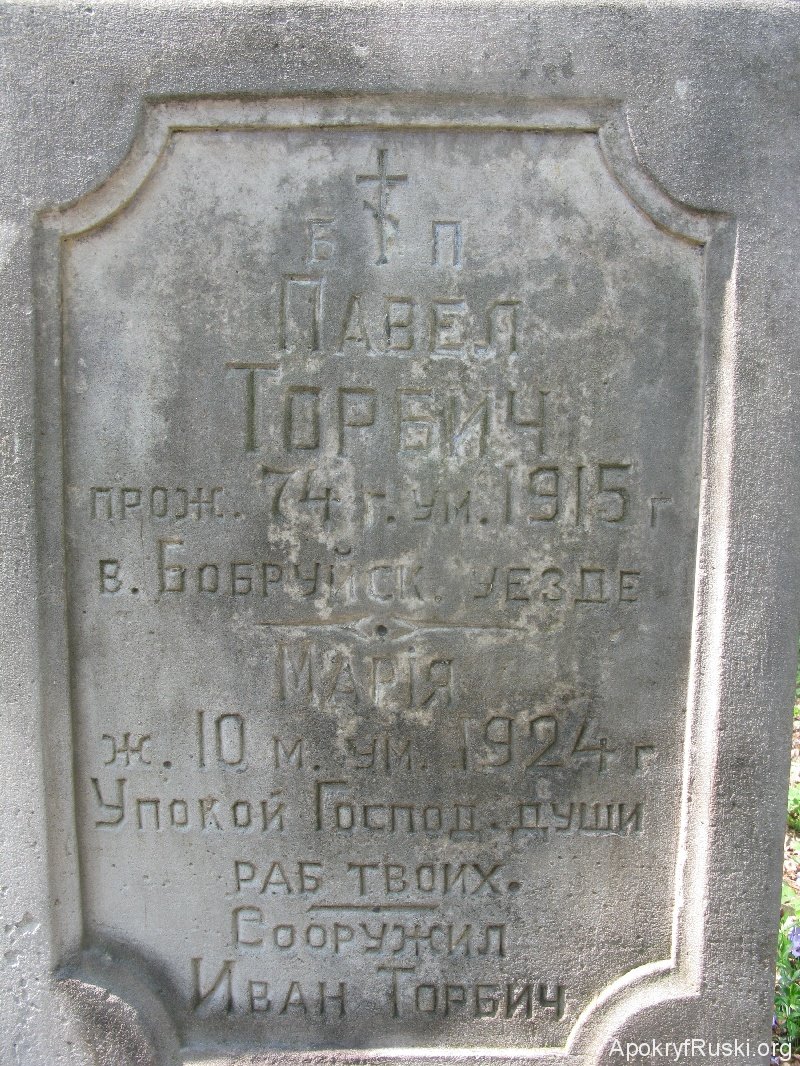 Б П
Павел
Торбич
прож. 74 г. ум. 1915 г
в. Бобруйск. уезде
Марія
ж. 10 м. ум. 1924 г
Упокой Господ. души
раб твоих.
Сооружил
Иван Торбич
ApokryfRuski.org